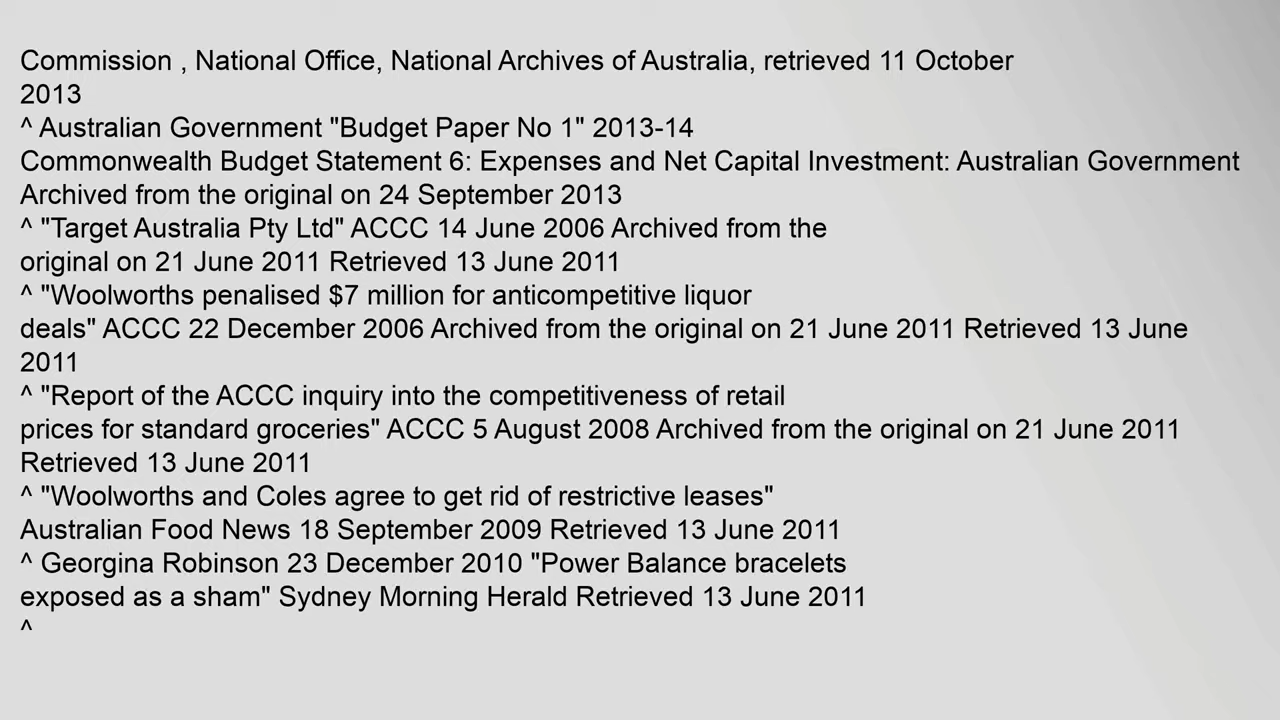 Commission , National Office, National Archives of Australia, retrieved 11 October
2013
^ Australian Government "Budget Paper No 1" 2013-14
Commonwealth Budget Statement 6: Expenses and Net Capital Investment: Australian Government
Archived from the original on 24 September 2013
^ "Target Australia Pty Ltd" ACCC 14 June 2006 Archived from the
original on 21 June 2011 Retrieved 13 June 2011
^ "Woolworths penalised $7 million for anticompetitive liquor
deals" ACCC 22 December 2006 Archived from the original on 21 June 2011 Retrieved 13 June
2011
^ "Report of the ACCC inquiry into the competitiveness of retail
prices for standard groceries" ACCC 5 August 2008 Archived from the original on 21 June 2011
Retrieved 13 June 2011
^ "Woolworths and Coles agree to get rid of restrictive leases"
Australian Food News 18 September 2009 Retrieved 13 June 2011
^ Georgina Robinson 23 December 2010 "Power Balance bracelets
exposed as a sham" Sydney Morning Herald Retrieved 13 June 2011
^